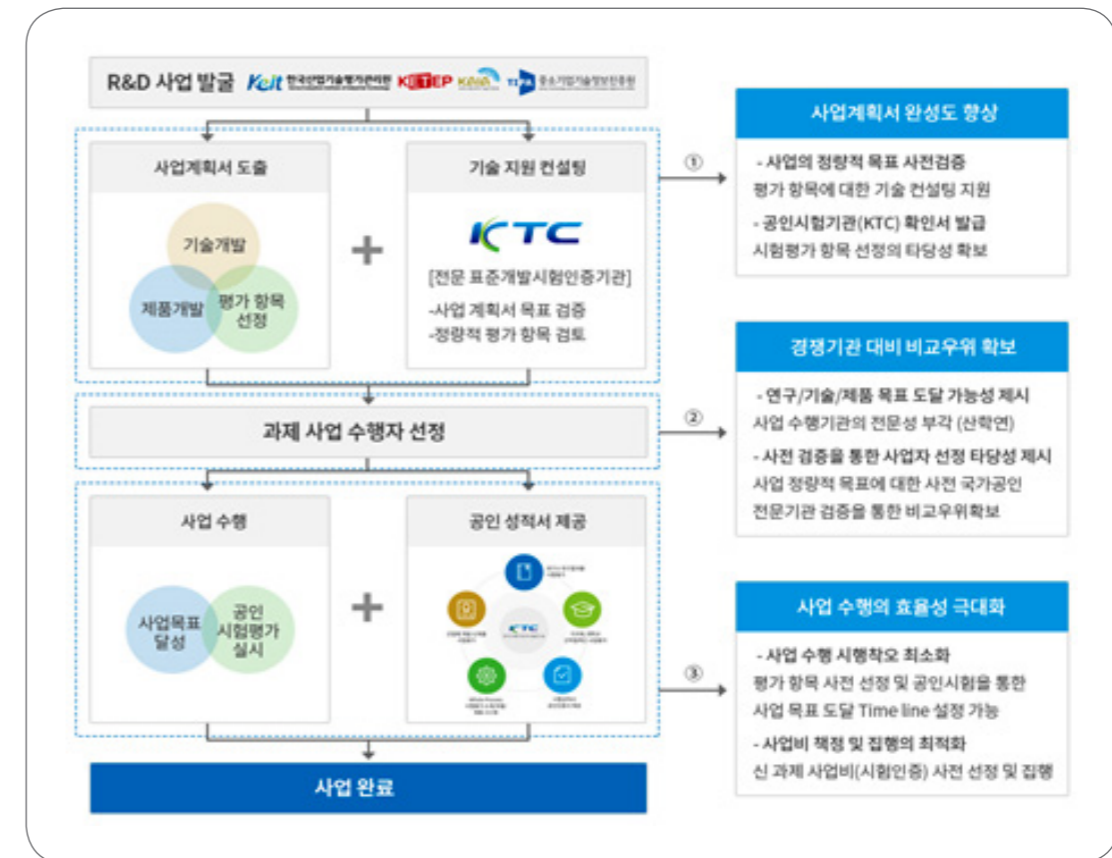 R&D 사업 발굴 Keit 한국산업기술평가관리원 KETEP KEIA TIPA 중소기업기술정보진흥원
사업계획서 도출
기술개발
제품개발
평가 항목
선정
+
기술 지원 컨설팅
KTC
[전문 표준개발시험인증기관]
-사업 계획서 목표 검증
-정량적 평가 항목 검토
①
사업계획서 완성도 향상
- 사업의 정량적 목표 사전검증
평가 항목에 대한 기술 컨설팅 지원
- 공인시험기관(KTC) 확인서 발급
시험평가 항목 선정의 타당성 확보
과제 사업 수행자 선정
②
경쟁기관 대비 비교우위 확보
- 연구/기술/제품 목표 도달 가능성 제시
사업 수행기관의 전문성 부각 (산학연)
- 사전 검증을 통한 사업자 선정 타당성 제시
사업 정량적 목표에 대한 사전 국가공인
전문기관 검증을 통한 비교우위확보
사업 수행
사업목표
달성
공인
시험평가
실시
+
공인 성적서 제공
KTC
③
사업 수행의 효율성 극대화
- 사업 수행 시행착오 최소화
평가 항목 사전 선정 및 공인시험을 통한
사업 목표 도달 Time line 설정 가능
- 사업비 책정 및 집행의 최적화
신 과제 사업비(시험인증) 사전 선정 및 집행
사업 완료